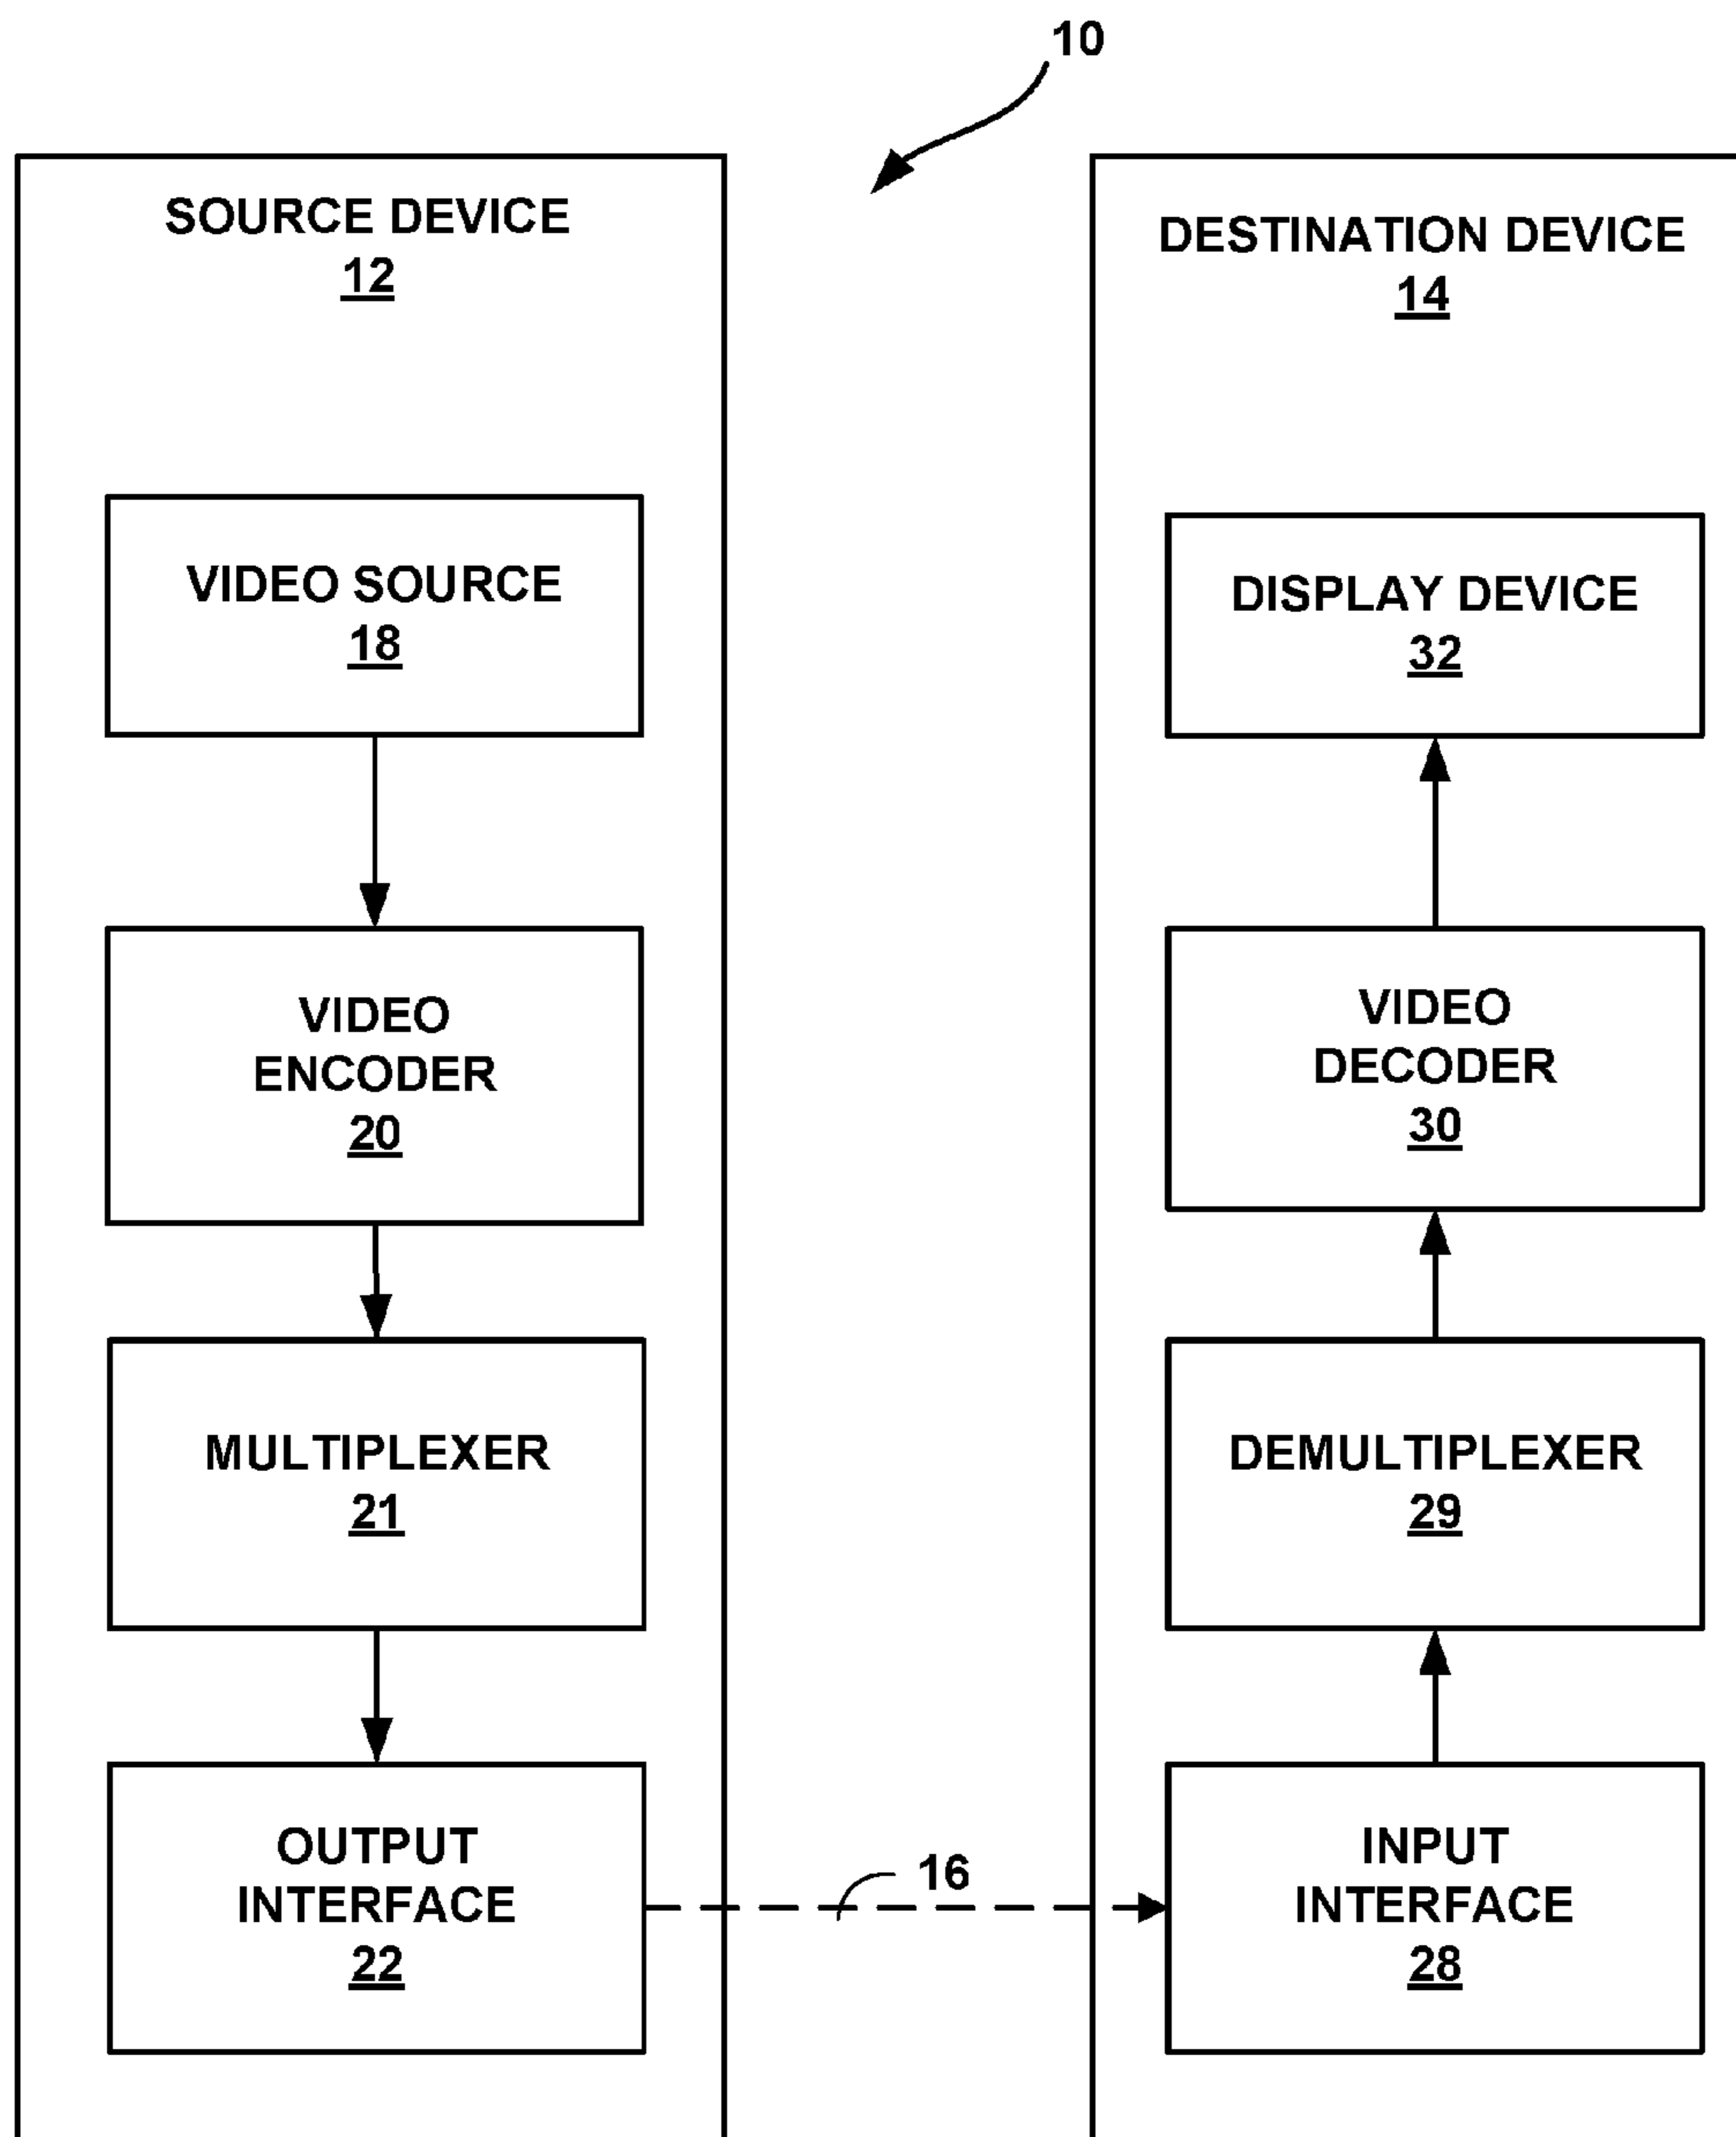 10
SOURCE DEVICE
12
VIDEO SOURCE
18
VIDEO
ENCODER
20
MULTIPLEXER
21
OUTPUT
INTERFACE
22
16
DESTINATION DEVICE
14
DISPLAY DEVICE
32
VIDEO
DECODER
30
DEMULTIPLEXER
29
INPUT
INTERFACE
28